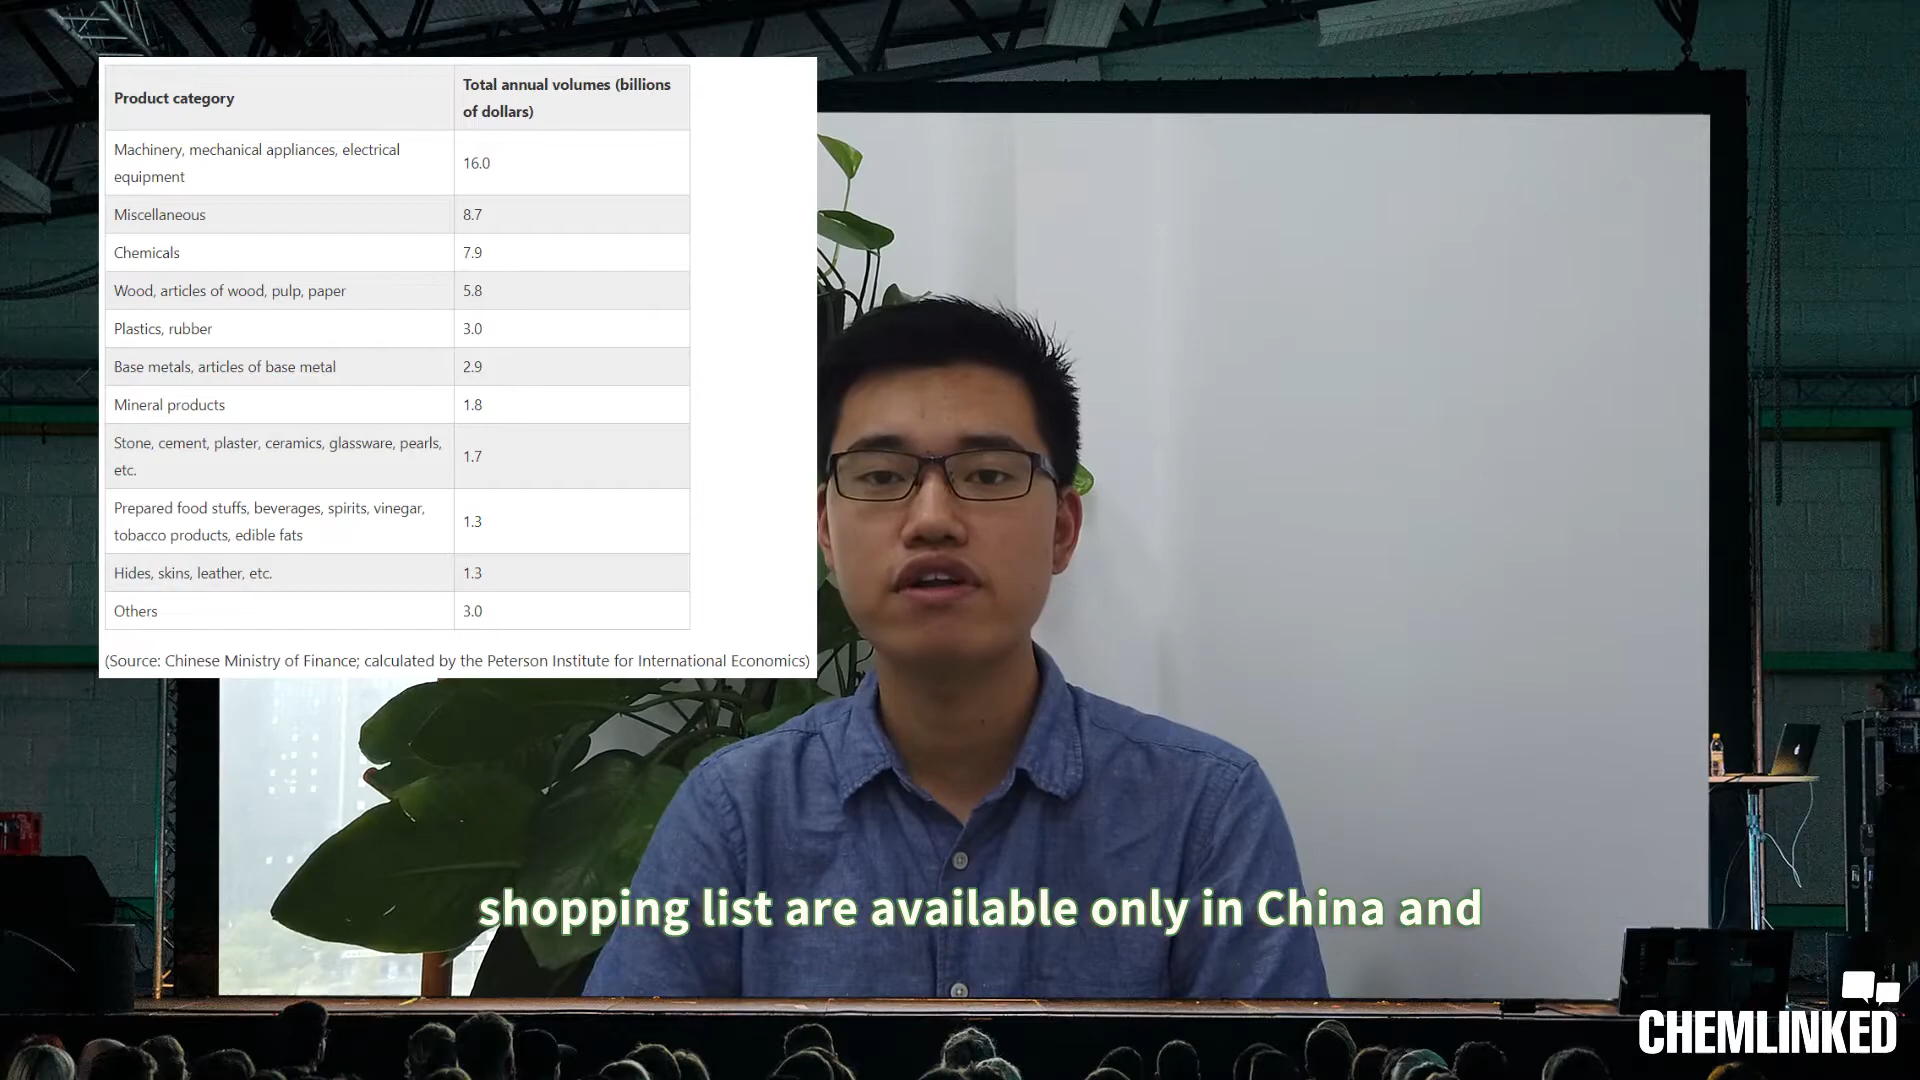 Product category
Total annual volumes (billions
of dollars)
Machinery, mechanical appliances, electrical
equipment
16.0
Miscellaneous
8.7
Chemicals
7.9
Wood, articles of wood, pulp, paper
5.8
Plastics, rubber
3.0
Base metals, articles of base metal
2.9
Mineral products
1.8
Stone, cement, plaster, ceramics, glassware, pearls,
etc.
1.7
Prepared food stuffs, beverages, spirits, vinegar,
tobacco products, edible fats
1.3
Hides, skins, leather, etc.
1.3
Others
3.0
(Source: Chinese Ministry of Finance; calculated by the Peterson Institute for International Economics)
shopping list are available only in China and
CHEMLINKED